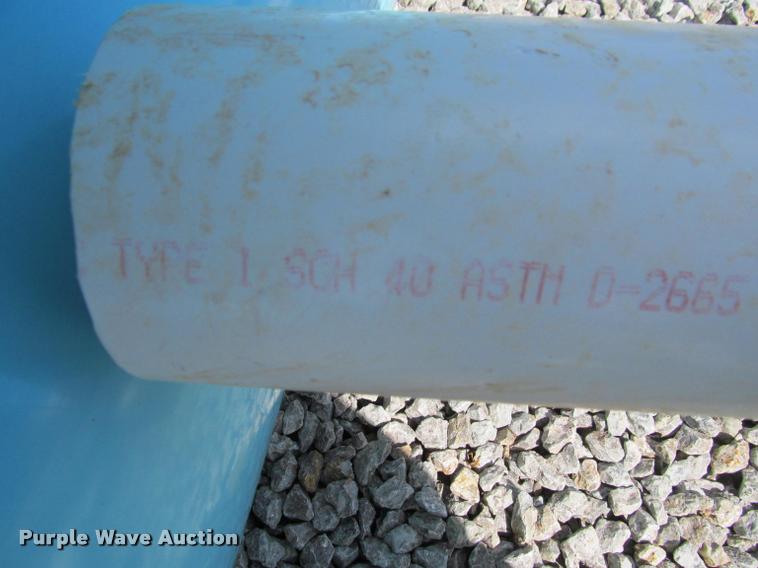 TYPE 1 SCH 40 ASTM D-2665
Purple Wave Auction